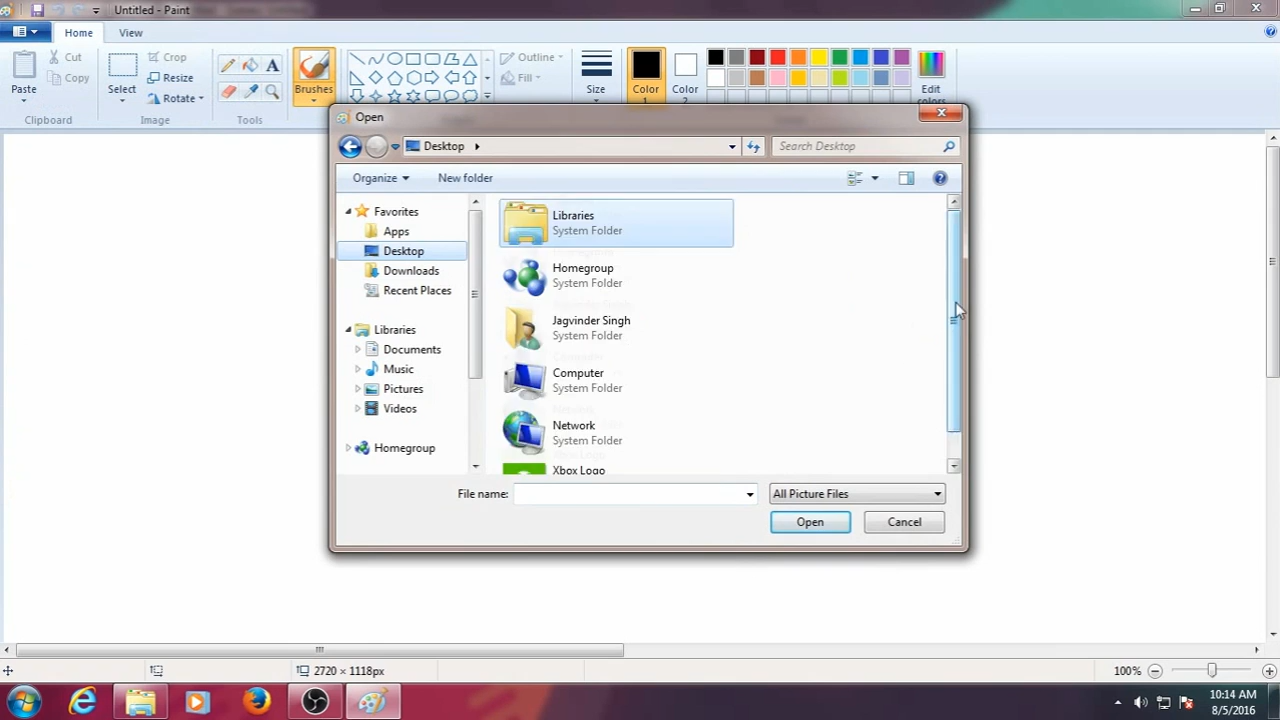 Untitled - Paint
Home View
Paste
Cut
Copy
Clipboard
Select
Crop
Resize
Rotate
Image
A
Tools
Brushes
Outline
Fill
Size
Color 1
Color 2
Edit colors
Open
Desktop
Search Desktop
Organize New folder
Favorites
Apps
Desktop
Downloads
Recent Places
Libraries
Documents
Music
Pictures
Videos
Homegroup
Libraries
System Folder
Homegroup
System Folder
Jagvinder Singh
System Folder
Computer
System Folder
Network
System Folder
Xbox Logo
File name:
All Picture Files
Open Cancel
2720 × 1118px
100%
10:14 AM
8/5/2016